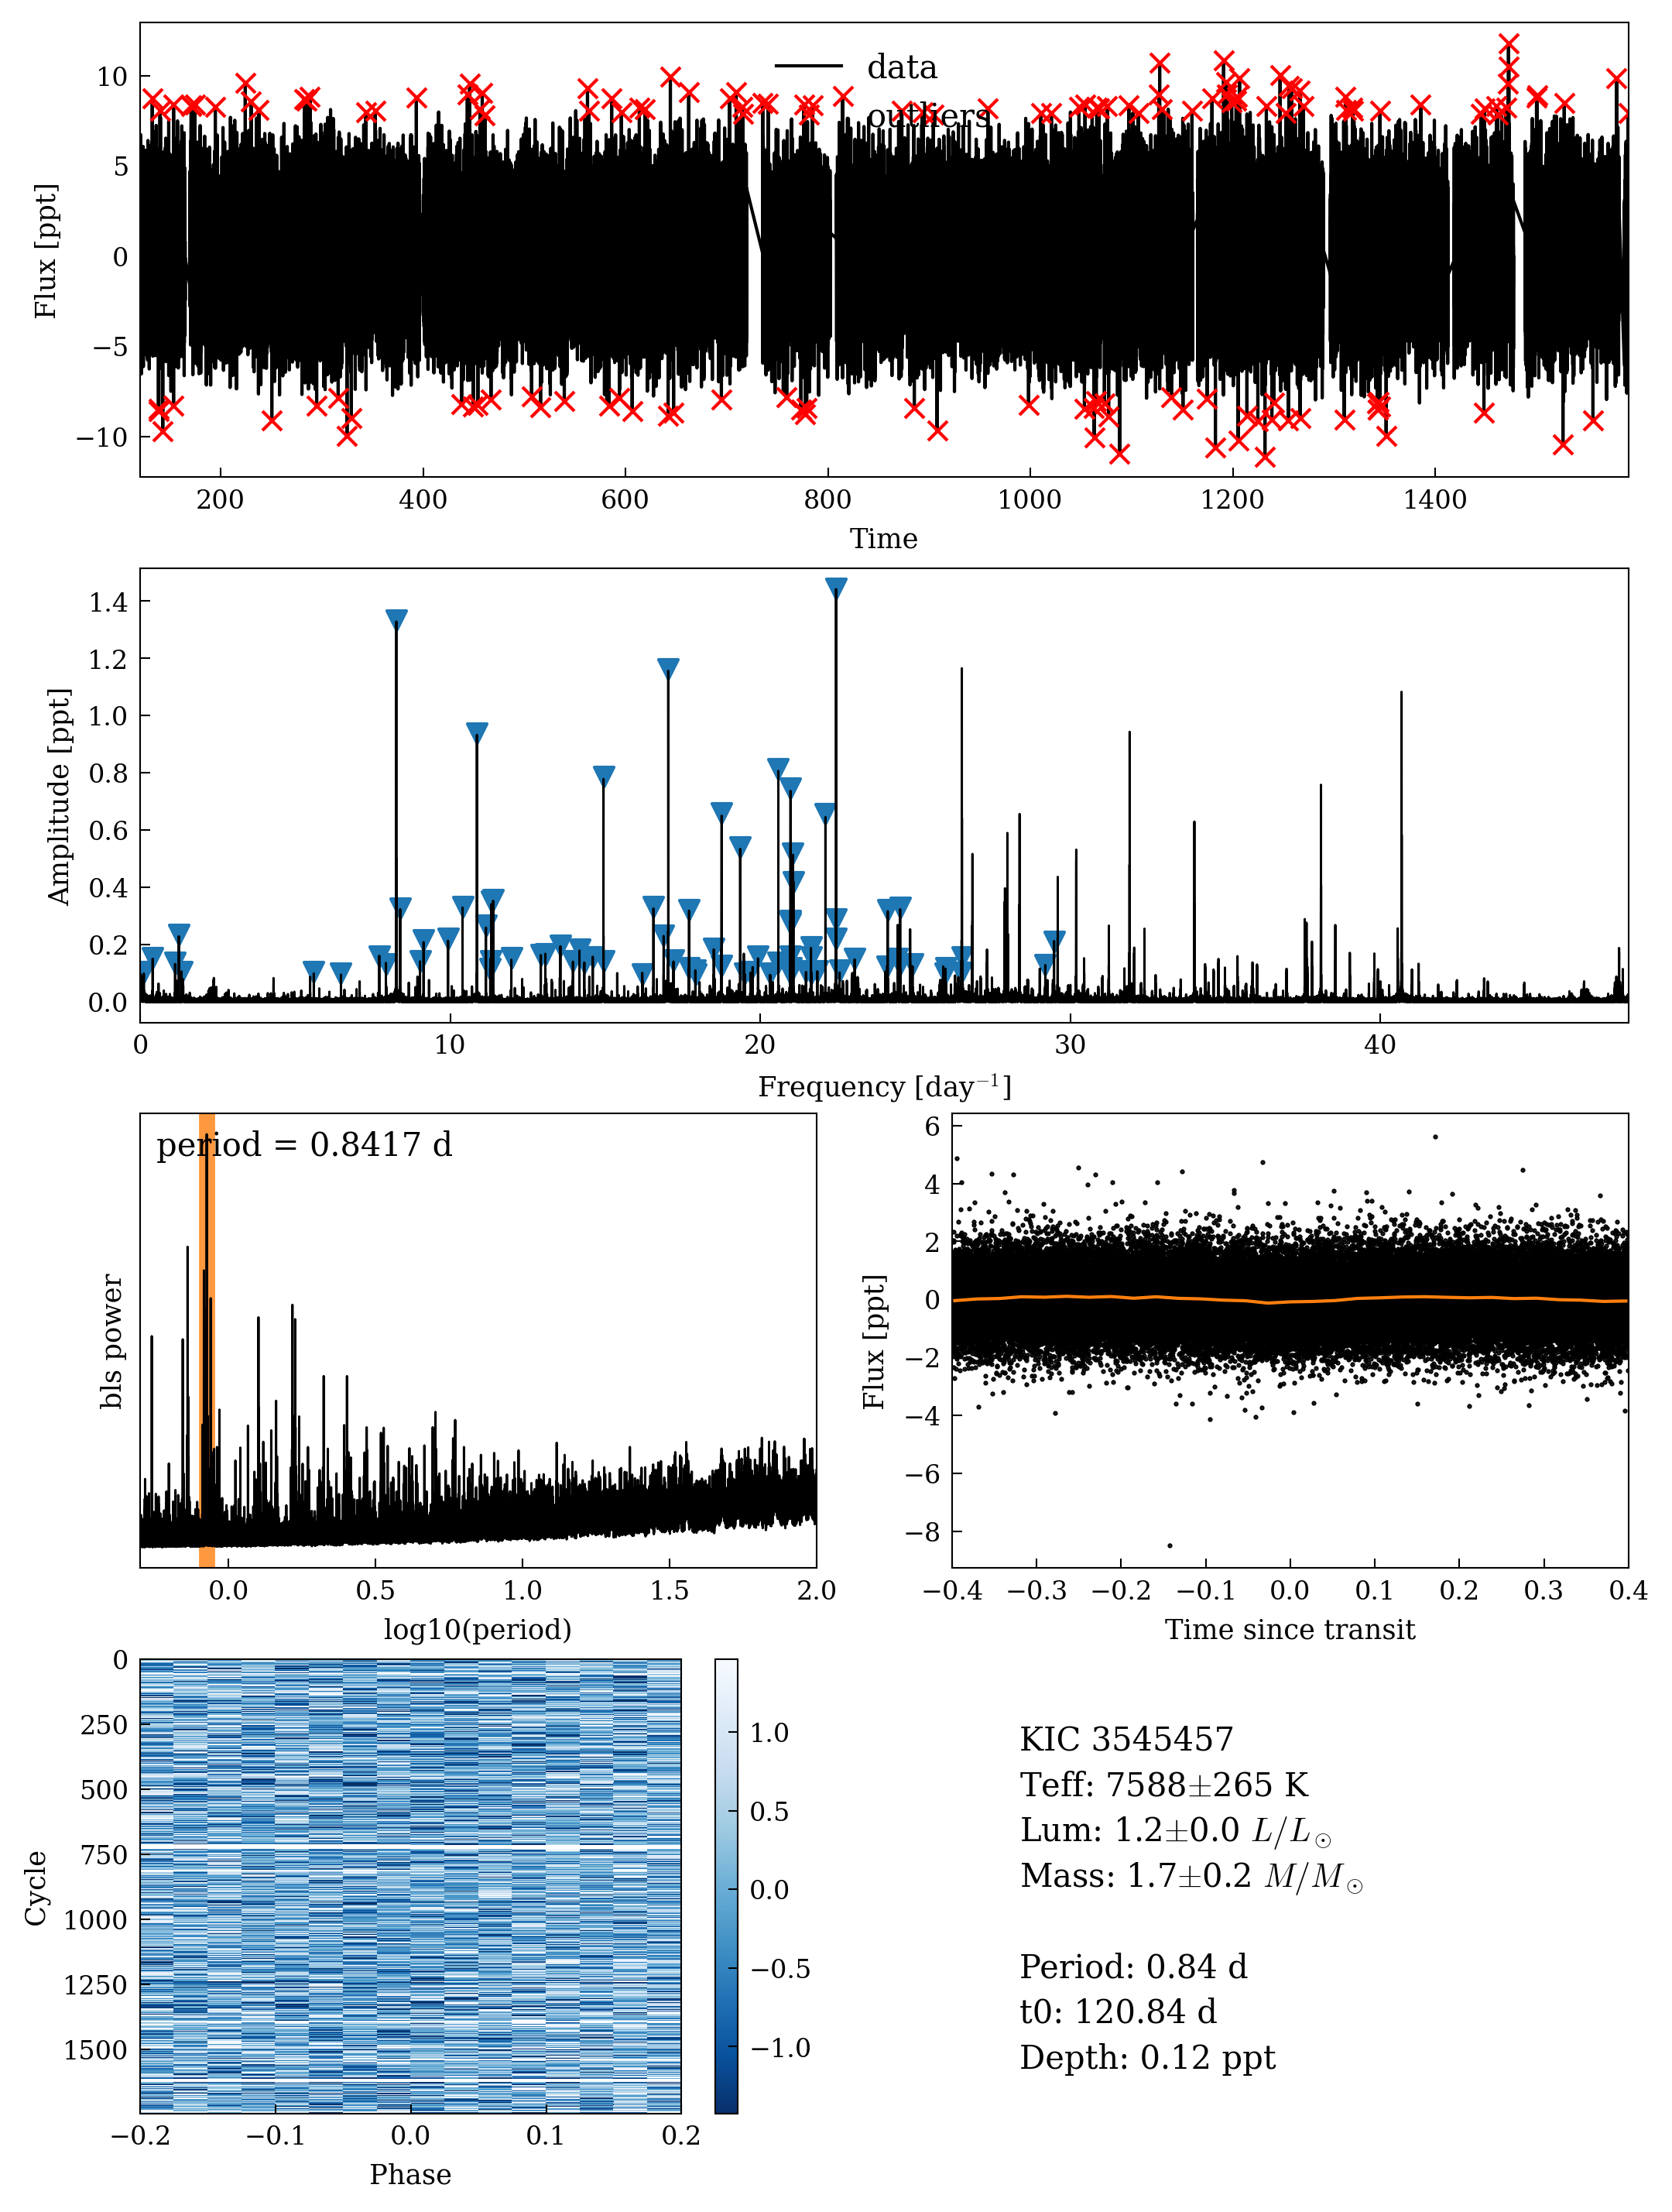 10
5
0
−5
−10
Flux [ppt]
data
outliers
200 400 600 800 1000 1200 1400
Time
1.4
1.2
1.0
0.8
0.6
0.4
0.2
0.0
Amplitude [ppt]
0 10 20 30 40
Frequency [day⁻¹]
period = 0.8417 d
bls power
0.0 0.5 1.0 1.5 2.0
log10(period)
6
4
2
0
−2
−4
−6
−8
Flux [ppt]
−0.4 −0.3 −0.2 −0.1 0.0 0.1 0.2 0.3 0.4
Time since transit
0
250
500
750
1000
1250
1500
Cycle
−0.2 −0.1 0.0 0.1 0.2
Phase
1.0
0.5
0.0
−0.5
−1.0
KIC 3545457
Teff: 7588±265 K
Lum: 1.2±0.0 L/L⊙
Mass: 1.7±0.2 M/M⊙
Period: 0.84 d
t0: 120.84 d
Depth: 0.12 ppt